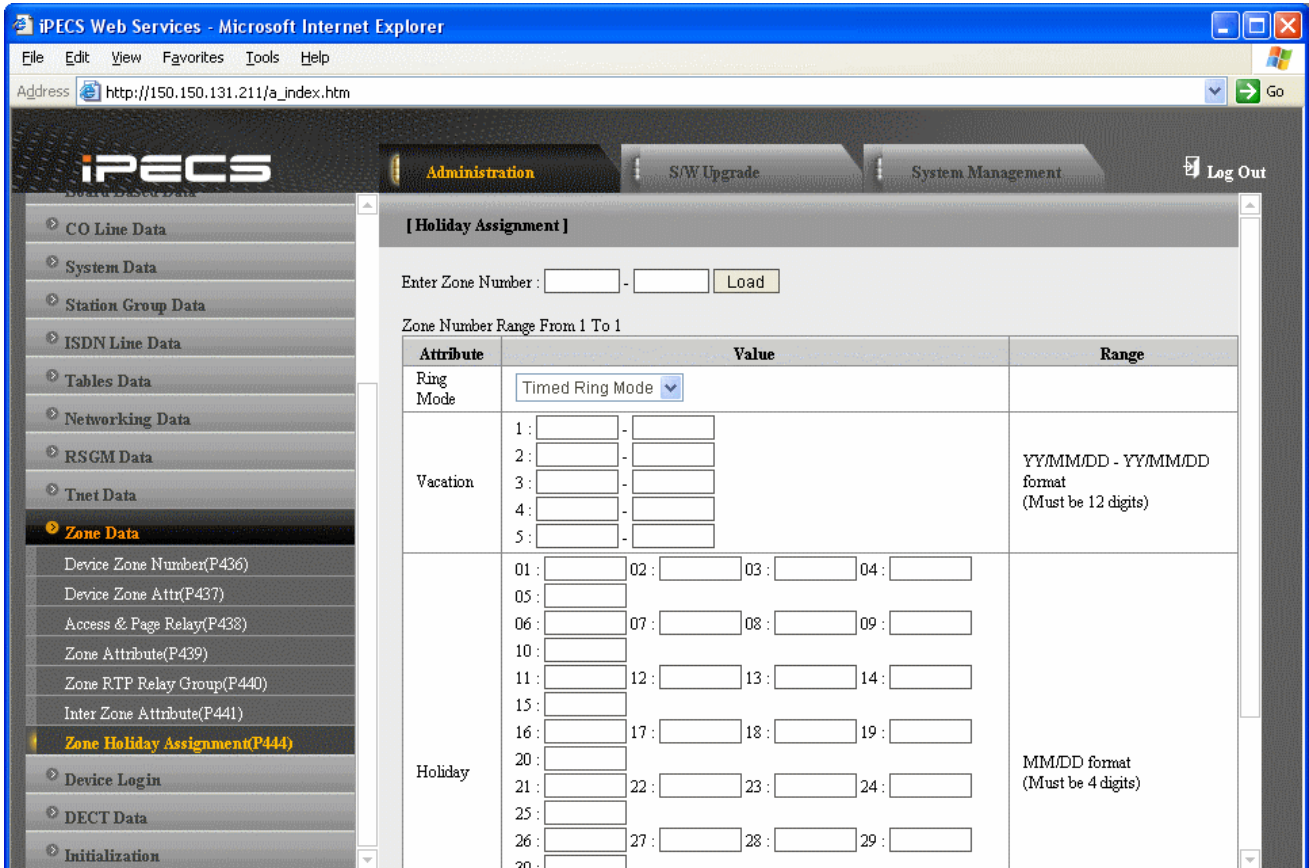 iPECS Web Services - Microsoft Internet Explorer
File Edit View Favorites Tools Help
Address http://150.150.131.211/a_index.htm Go
iPECS
Administration S/W Upgrade System Management Log Out
Board Based Data
CO Line Data
System Data
Station Group Data
ISDN Line Data
Tables Data
Networking Data
RSGM Data
Tnet Data
Zone Data
Device Zone Number(P436)
Device Zone Attr(P437)
Access & Page Relay(P438)
Zone Attribute(P439)
Zone RTP Relay Group(P440)
Inter Zone Attribute(P441)
Zone Holiday Assignment(P444)
Device Login
DECT Data
Initialization
[ Holiday Assignment ]
Enter Zone Number : - Load
Zone Number Range From 1 To 1
Attribute Value Range
Ring Mode Timed Ring Mode
Vacation
1 : -
2 : -
3 : -
4 : -
5 : -
YY/MM/DD - YY/MM/DD
format
(Must be 12 digits)
Holiday
01 : 02 : 03 : 04 :
05 :
06 : 07 : 08 : 09 :
10 :
11 : 12 : 13 : 14 :
15 :
16 : 17 : 18 : 19 :
20 :
21 : 22 : 23 : 24 :
25 :
26 : 27 : 28 : 29 :
30 :
MM/DD format
(Must be 4 digits)